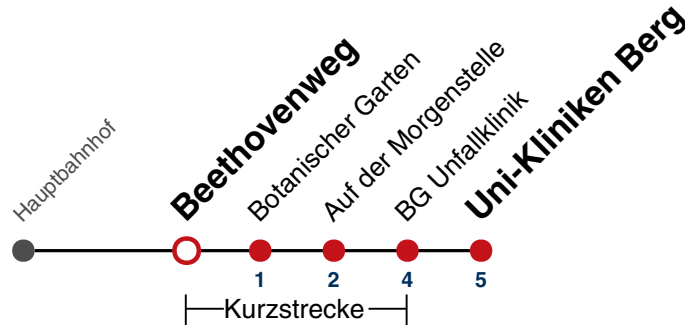 Hauptbahnhof
Beethovenweg
Botanischer Garten
Auf der Morgenstelle
BG Unfallklinik
Uni-Kliniken Berg
1 2 4 5
Kurzstrecke